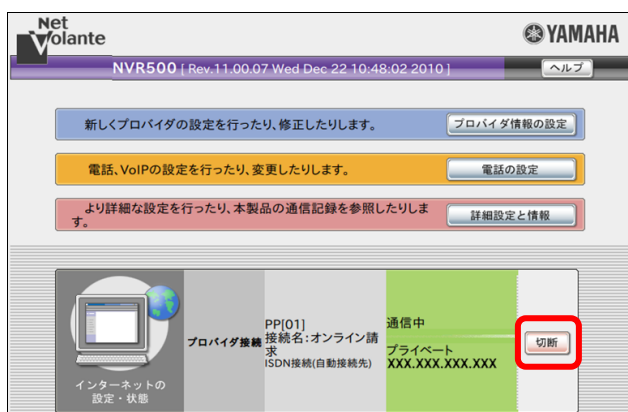 Net
Volante
YAMAHA
NVR500 [ Rev.11.00.07 Wed Dec 22 10:48:02 2010 ]
ヘルプ
新しくプロバイダの設定を行ったり、修正したりします。
プロバイダ情報の設定
電話、VoIPの設定を行ったり、変更したりします。
電話の設定
より詳細な設定を行ったり、本製品の通信記録を参照したりしま
す。
詳細設定と情報
インターネットの
設定・状態
プロバイダ接続
PP[01]
接続名:オンライン請
求
ISDN接続(自動接続先)
通信中
プライベート
XXX.XXX.XXX.XXX
切断